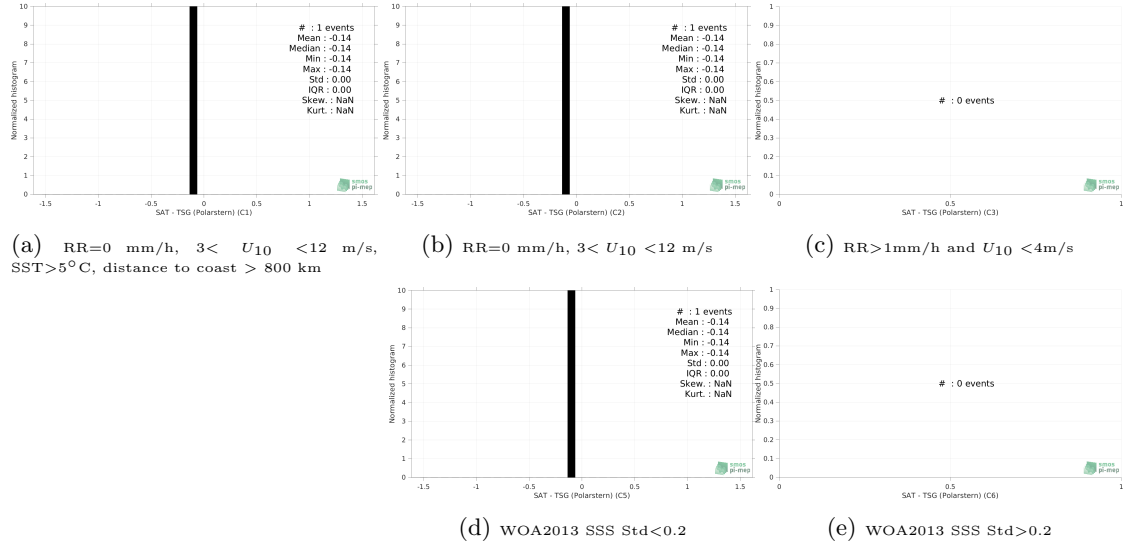 10
9
8
7
6
5
4
3
2
1
0
Normalized histogram
# : 1 events
Mean : -0.14
Median : -0.14
Min : -0.14
Max : -0.14
Std : 0.00
IQR : 0.00
Skew. : NaN
Kurt. : NaN
smos
pi-mep
-1.5 -1 -0.5 0 0.5 1 1.5
SAT - TSG (Polarstern) (C1)
(a) RR=0 mm/h, 3< U10 <12 m/s,
SST>5°C, distance to coast > 800 km
10
9
8
7
6
5
4
3
2
1
0
Normalized histogram
# : 1 events
Mean : -0.14
Median : -0.14
Min : -0.14
Max : -0.14
Std : 0.00
IQR : 0.00
Skew. : NaN
Kurt. : NaN
smos
pi-mep
-1.5 -1 -0.5 0 0.5 1 1.5
SAT - TSG (Polarstern) (C2)
(b) RR=0 mm/h, 3< U10 <12 m/s
1
0.9
0.8
0.7
0.6
0.5
0.4
0.3
0.2
0.1
0
Normalized histogram
# : 0 events
smos
pi-mep
0 0.5 1
SAT - TSG (Polarstern) (C3)
(c) RR>1mm/h and U10 <4m/s
10
9
8
7
6
5
4
3
2
1
0
Normalized histogram
# : 1 events
Mean : -0.14
Median : -0.14
Min : -0.14
Max : -0.14
Std : 0.00
IQR : 0.00
Skew. : NaN
Kurt. : NaN
smos
pi-mep
-1.5 -1 -0.5 0 0.5 1 1.5
SAT - TSG (Polarstern) (C5)
(d) WOA2013 SSS Std<0.2
1
0.9
0.8
0.7
0.6
0.5
0.4
0.3
0.2
0.1
0
Normalized histogram
# : 0 events
smos
pi-mep
0 0.5 1
SAT - TSG (Polarstern) (C6)
(e) WOA2013 SSS Std>0.2